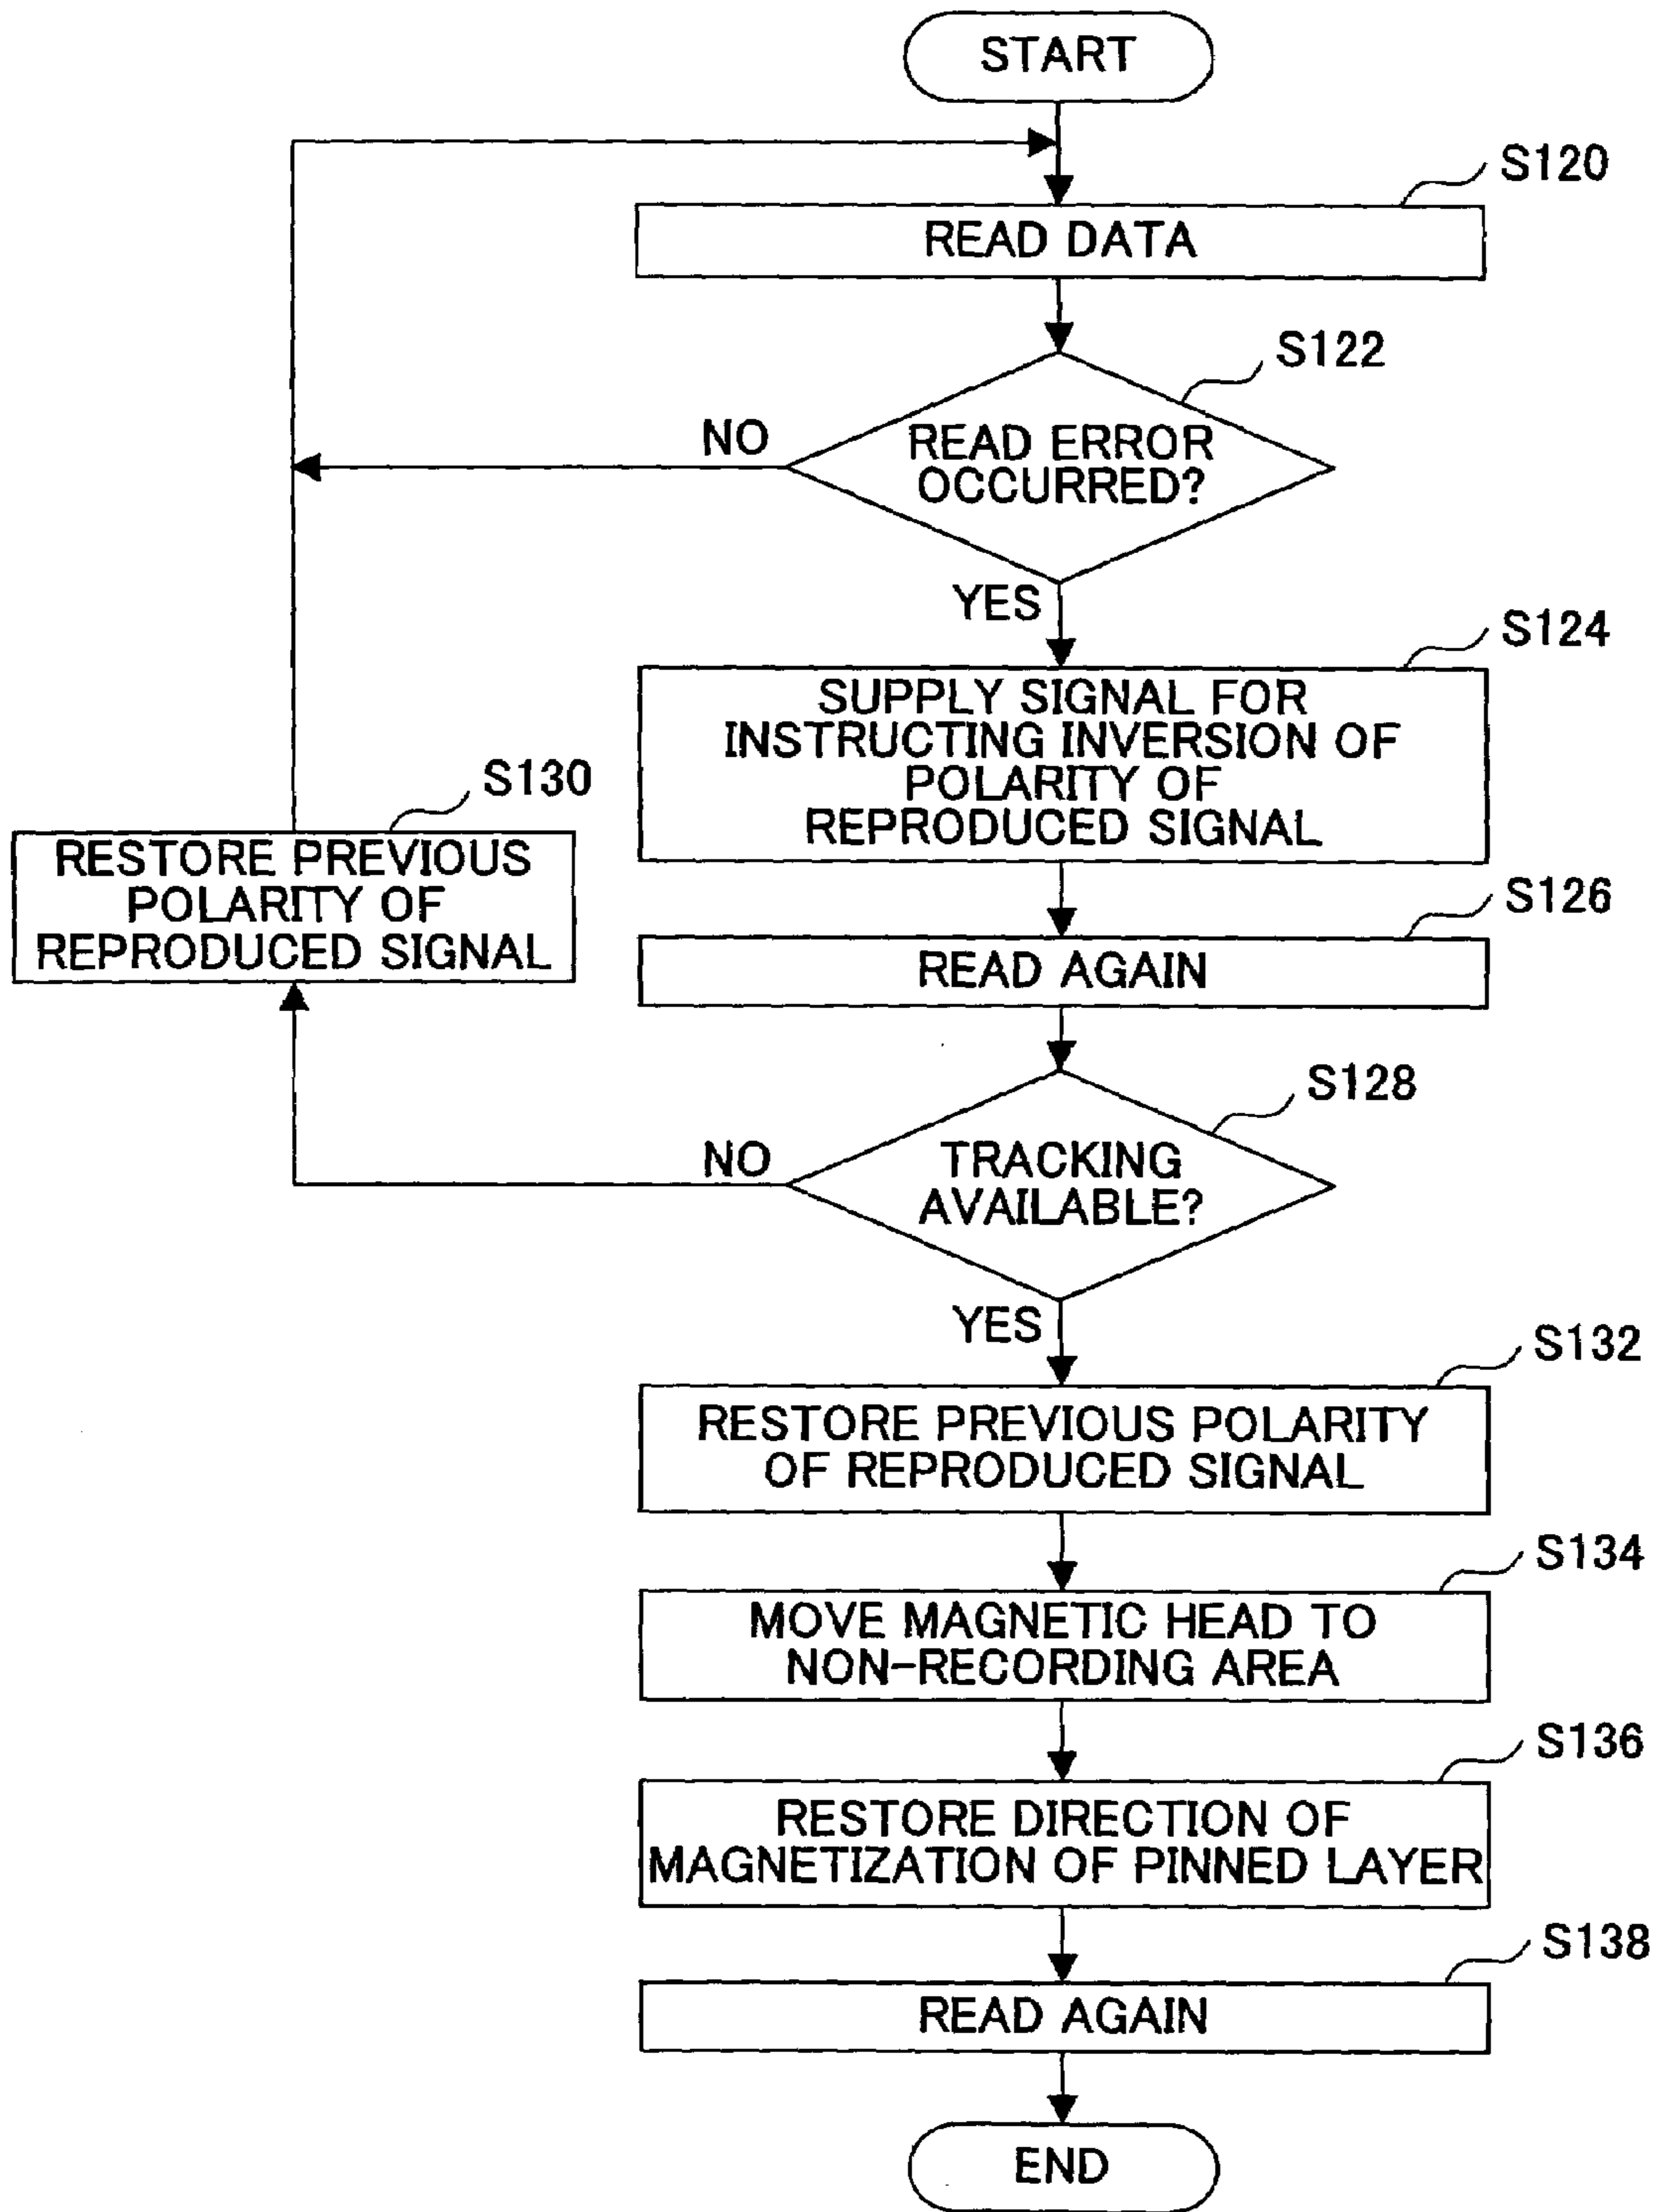 START
S120
READ DATA
S122
NO
READ ERROR
OCCURRED?
YES
S124
SUPPLY SIGNAL FOR
INSTRUCTING INVERSION OF
POLARITY OF
REPRODUCED SIGNAL
S130
RESTORE PREVIOUS
POLARITY OF
REPRODUCED SIGNAL
S126
READ AGAIN
S128
NO
TRACKING
AVAILABLE?
YES
S132
RESTORE PREVIOUS POLARITY
OF REPRODUCED SIGNAL
S134
MOVE MAGNETIC HEAD TO
NON-RECORDING AREA
S136
RESTORE DIRECTION OF
MAGNETIZATION OF PINNED LAYER
S138
READ AGAIN
END